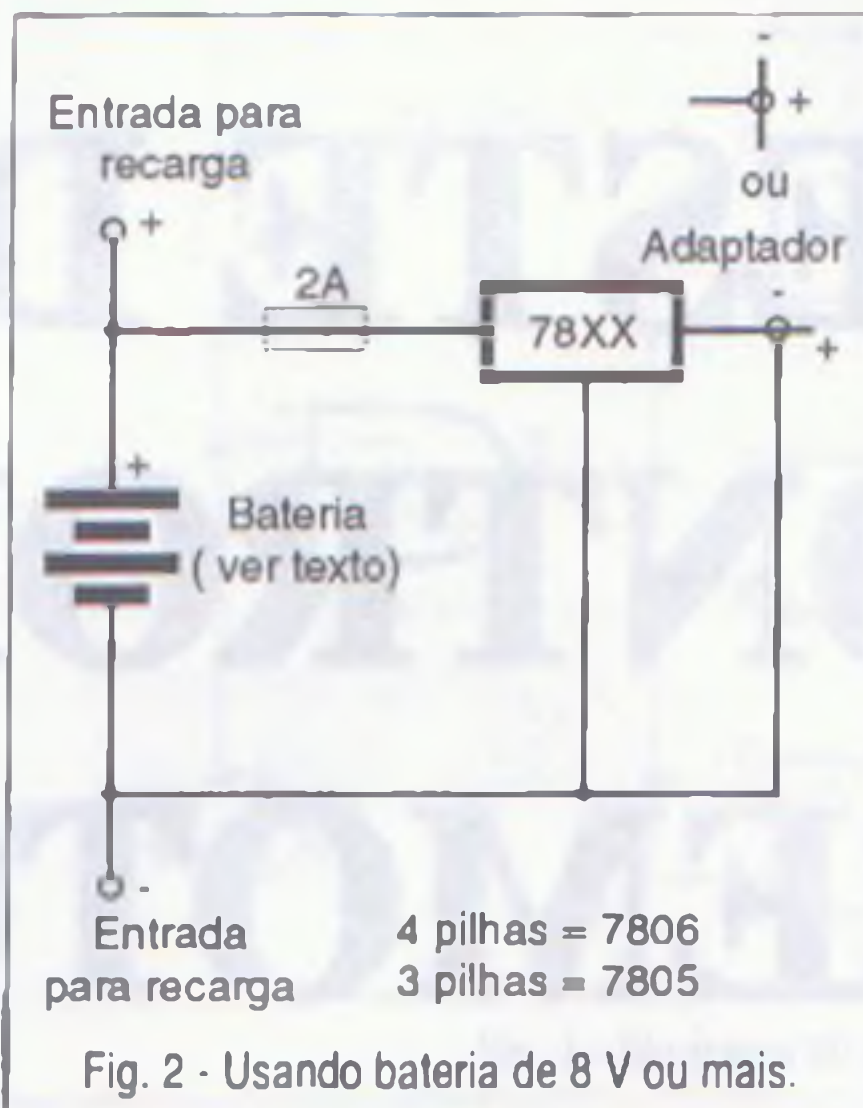 Entrada para
recarga
+
-
+
ou
Adaptador
2A
78XX
-
+
+
Bateria
( ver texto)
-
Entrada
para recarga
4 pilhas = 7806
3 pilhas = 7805
Fig. 2 - Usando bateria de 8 V ou mais.